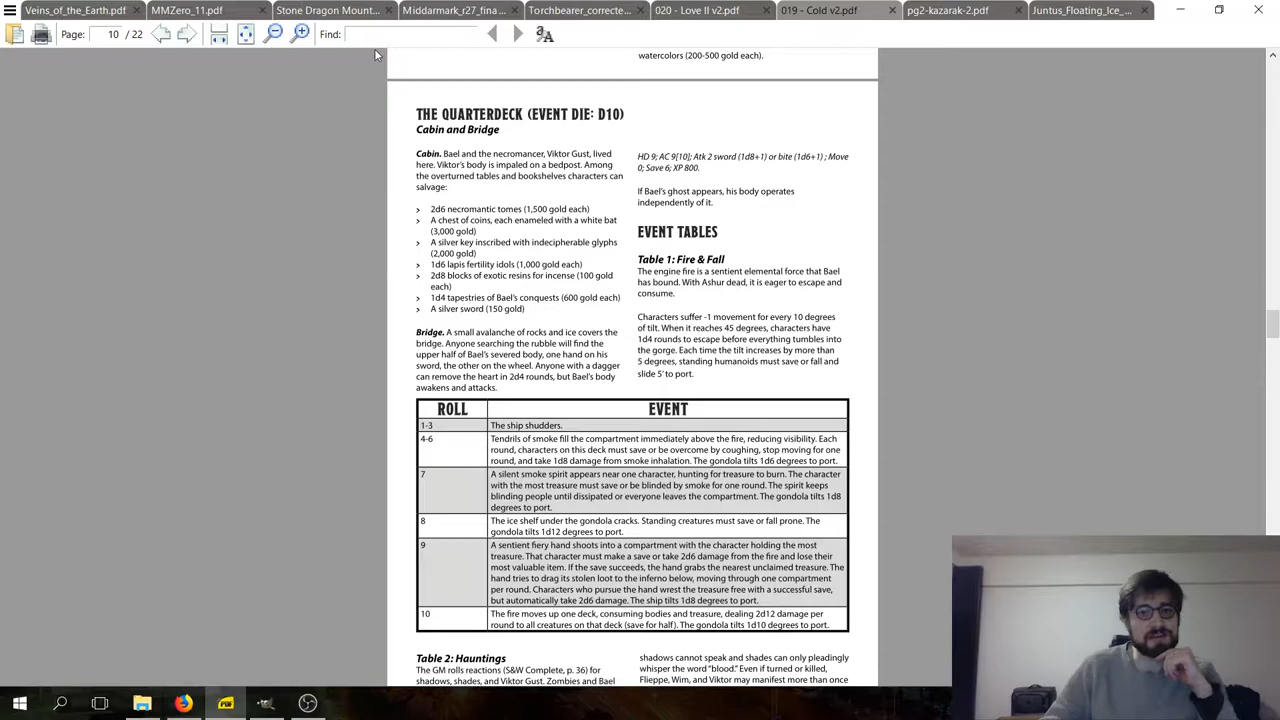 Veins_of_the_Earth.pdf
MMZero_11.pdf
Stone Dragon Mount...
Middarmark_r27_fina ...
Torchbearer_correcte...
020 - Love II v2.pdf
019 - Cold v2.pdf
pg2-kazarak-2.pdf
Juntus_Floating_Ice_...
Page: 10 / 22
Find:
watercolors (200-500 gold each).
THE QUARTERDECK (EVENT DIE: D10)
Cabin and Bridge
Cabin. Bael and the necromancer, Viktor Gust, lived
here. Viktor's body is impaled on a bedpost. Among
the overturned tables and bookshelves characters can
salvage:
> 2d6 necromantic tomes (1,500 gold each)
> A chest of coins, each enameled with a white bat
(3,000 gold)
> A silver key inscribed with indecipherable glyphs
(2,000 gold)
> 1d6 lapis fertility idols (1,000 gold each)
> 2d8 blocks of exotic resins for incense (100 gold
each)
> 1d4 tapestries of Bael's conquests (600 gold each)
> A silver sword (150 gold)
Bridge. A small avalanche of rocks and ice covers the
bridge. Anyone searching the rubble will find the
upper half of Bael's severed body, one hand on his
sword, the other on the wheel. Anyone with a dagger
can remove the heart in 2d4 rounds, but Bael's body
awakens and attacks.
HD 9; AC 9[10]; Atk 2 sword (1d8+1) or bite (1d6+1) ; Move
0; Save 6; XP 800.
If Bael's ghost appears, his body operates
independently of it.
EVENT TABLES
Table 1: Fire & Fall
The engine fire is a sentient elemental force that Bael
has bound. With Ashur dead, it is eager to escape and
consume.
Characters suffer -1 movement for every 10 degrees
of tilt. When it reaches 45 degrees, characters have
1d4 rounds to escape before everything tumbles into
the gorge. Each time the tilt increases by more than
5 degrees, standing humanoids must save or fall and
slide 5' to port.
ROLL EVENT
1-3 The ship shudders.
4-6 Tendrils of smoke fill the compartment immediately above the fire, reducing visibility. Each
round, characters on this deck must save or be overcome by coughing, stop moving for one
round, and take 1d8 damage from smoke inhalation. The gondola tilts 1d6 degrees to port.
7 A silent smoke spirit appears near one character, hunting for treasure to burn. The character
with the most treasure must save or be blinded by smoke for one round. The spirit keeps
blinding people until dissipated or everyone leaves the compartment. The gondola tilts 1d8
degrees to port.
8 The ice shelf under the gondola cracks. Standing creatures must save or fall prone. The
gondola tilts 1d12 degrees to port.
9 A sentient fiery hand shoots into a compartment with the character holding the most
treasure. That character must make a save or take 2d6 damage from the fire and lose their
most valuable item. If the save succeeds, the hand grabs the nearest unclaimed treasure. The
hand tries to drag its stolen loot to the inferno below, moving through one compartment
per round. Characters who pursue the hand wrest the treasure free with a successful save,
but automatically take 2d6 damage. The ship tilts 1d8 degrees to port.
10 The fire moves up one deck, consuming bodies and treasure, dealing 2d12 damage per
round to all creatures on that deck (save for half). The gondola tilts 1d10 degrees to port.
Table 2: Hauntings
The GM rolls reactions (S&W Complete, p. 36) for
shadows, shades, and Viktor Gust. Zombies and Bael
shadows cannot speak and shades can only pleadingly
whisper the word "blood." Even if turned or killed,
Flieppe, Wim, and Viktor may manifest more than once